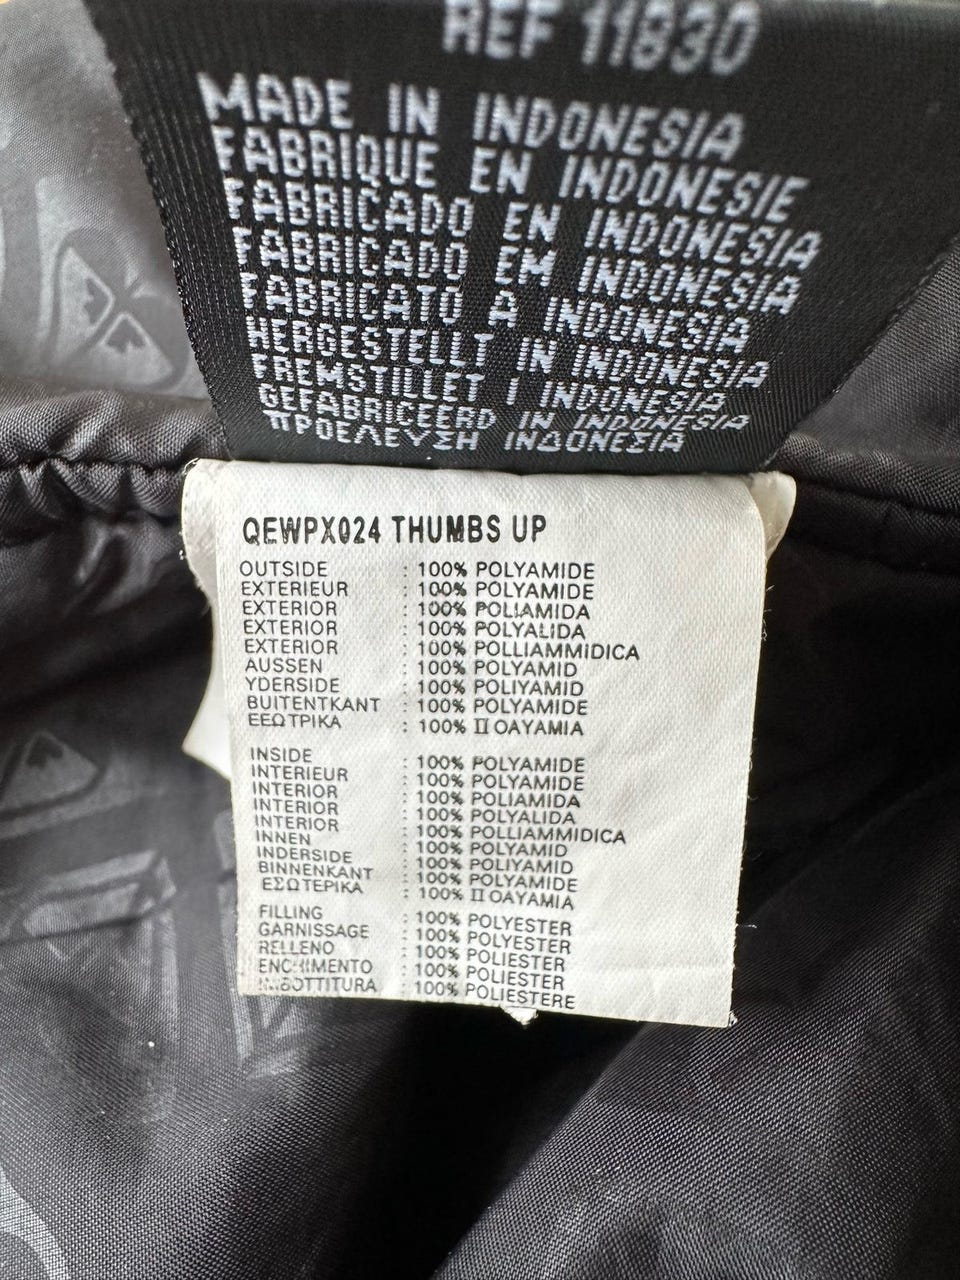 REF 11830
MADE IN INDONESIA
FABRIQUE EN INDONESIE
FABRICADO EN INDONESIA
FABRICADO EM INDONESIA
FABRICATO A INDONESIA
HERGESTELLT IN INDONESIA
FREMSTILLET I INDONESIA
GEFABRICEERD IN INDONESIA
ΠΡΟΕΛΕΥΣΗ ΙΝΔΟΝΕΣΙΑ
QEWPX024 THUMBS UP
OUTSIDE : 100% POLYAMIDE
EXTERIEUR : 100% POLYAMIDE
EXTERIOR : 100% POLIAMIDA
EXTERIOR : 100% POLYALIDA
EXTERIOR : 100% POLLIAMMiDICA
AUSSEN : 100% POLYAMID
YDERSIDE : 100% POLIYAMID
BUITENTKANT : 100% POLYAMIDE
ΕΕΩΤΡΙΚΑ : 100% Π ΟΑΥΑΜΙΑ
INSIDE : 100% POLYAMIDE
INTERIEUR : 100% POLYAMIDE
INTERIOR : 100% POLIAMIDA
INTERIOR : 100% POLYALIDA
INTERIOR : 100% POLLIAMMIDICA
INNEN : 100% POLYAMID
INDERSIDE : 100% POLIYAMID
BINNENKANT : 100% POLYAMIDE
ΕΣΩΤΕΡΙΚΑ : 100% Π ΟΑΥΑΜΙΑ
FILLING : 100% POLYESTER
GARNISSAGE : 100% POLYESTER
RELLENO : 100% POLIESTER
ENCHIMENTO : 100% POLIESTER
IMBOTTITURA : 100% POLIESTERE